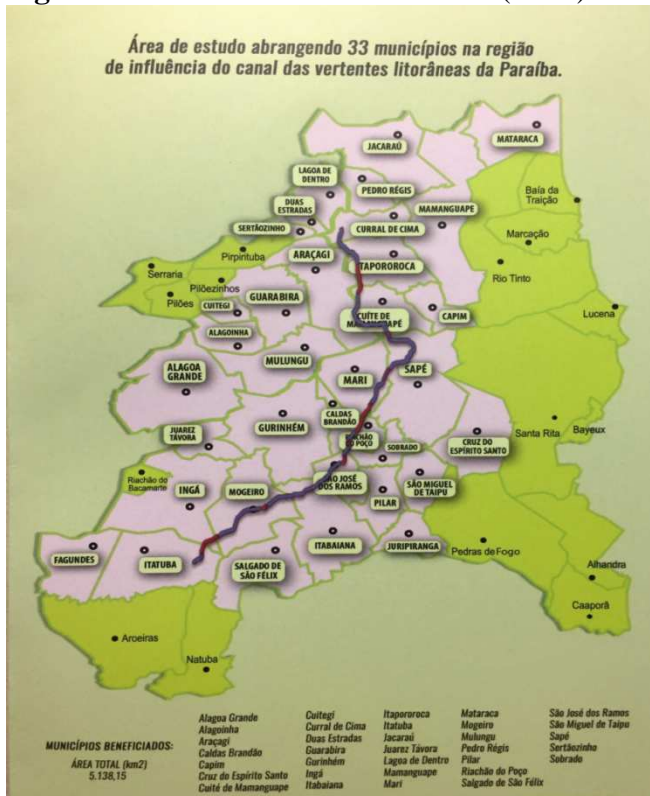 Área de estudo abrangendo 33 municípios na região
de influência do canal das vertentes litorâneas da Paraíba.
MATARACA
JACARAÚ
LAGOA DE
DENTRO
PEDRO RÉGIS
Baía da
Traição
DUAS
ESTRADAS
MAMANGUAPE
SERTÃOZINHO
CURRAL DE CIMA
Marcação
Pirpintuba
ARAÇAGI
ITAPOROROCA
Serraria
Rio Tinto
Pilõezinhos
GUARABIRA
Pilões
CUITEGI
CUÍTE DE
MAMANGUAPÉ
CAPIM
Lucena
ALAGOINHA
MULUNGU
SAPÉ
ALAGOA
GRANDE
MARI
CALDAS
BRANDÃO
GURINHÉM
JUAREZ
TÁVORA
RIACHÃO
DO POÇO
SOBRADO
CRUZ DO
ESPÍRITO SANTO
Santa Rita
Bayeux
Riachão do
Bacamarte
INGÁ
MOGEIRO
SÃO JOSÉ
DOS RAMOS
SÃO MIGUEL
DE TAIPU
PILAR
ITABAIANA
JURIPIRANGA
Pedras de Fogo
FAGUNDES
ITATUBA
SALGADO DE
SÃO FÉLIX
Alhandra
Caaporã
Aroeiras
Natuba
MUNICÍPIOS BENEFICIADOS:
ÁREA TOTAL (km2)
5.138,15
Alagoa Grande
Alagoinha
Araçagi
Caldas Brandão
Capim
Cruz do Espírito Santo
Cuité de Mamanguape
Cuitegi
Curral de Cima
Duas Estradas
Guarabira
Gurinhém
Ingá
Itabaiana
Itapororoca
Itatuba
Jacaraú
Juarez Távora
Lagoa de Dentro
Mamanguape
Mari
Mataraca
Mogeiro
Mulungu
Pedro Régis
Pilar
Riachão do Poço
Salgado de São Félix
São José dos Ramos
São Miguel de Taipu
Sapé
Sertãozinho
Sobrado